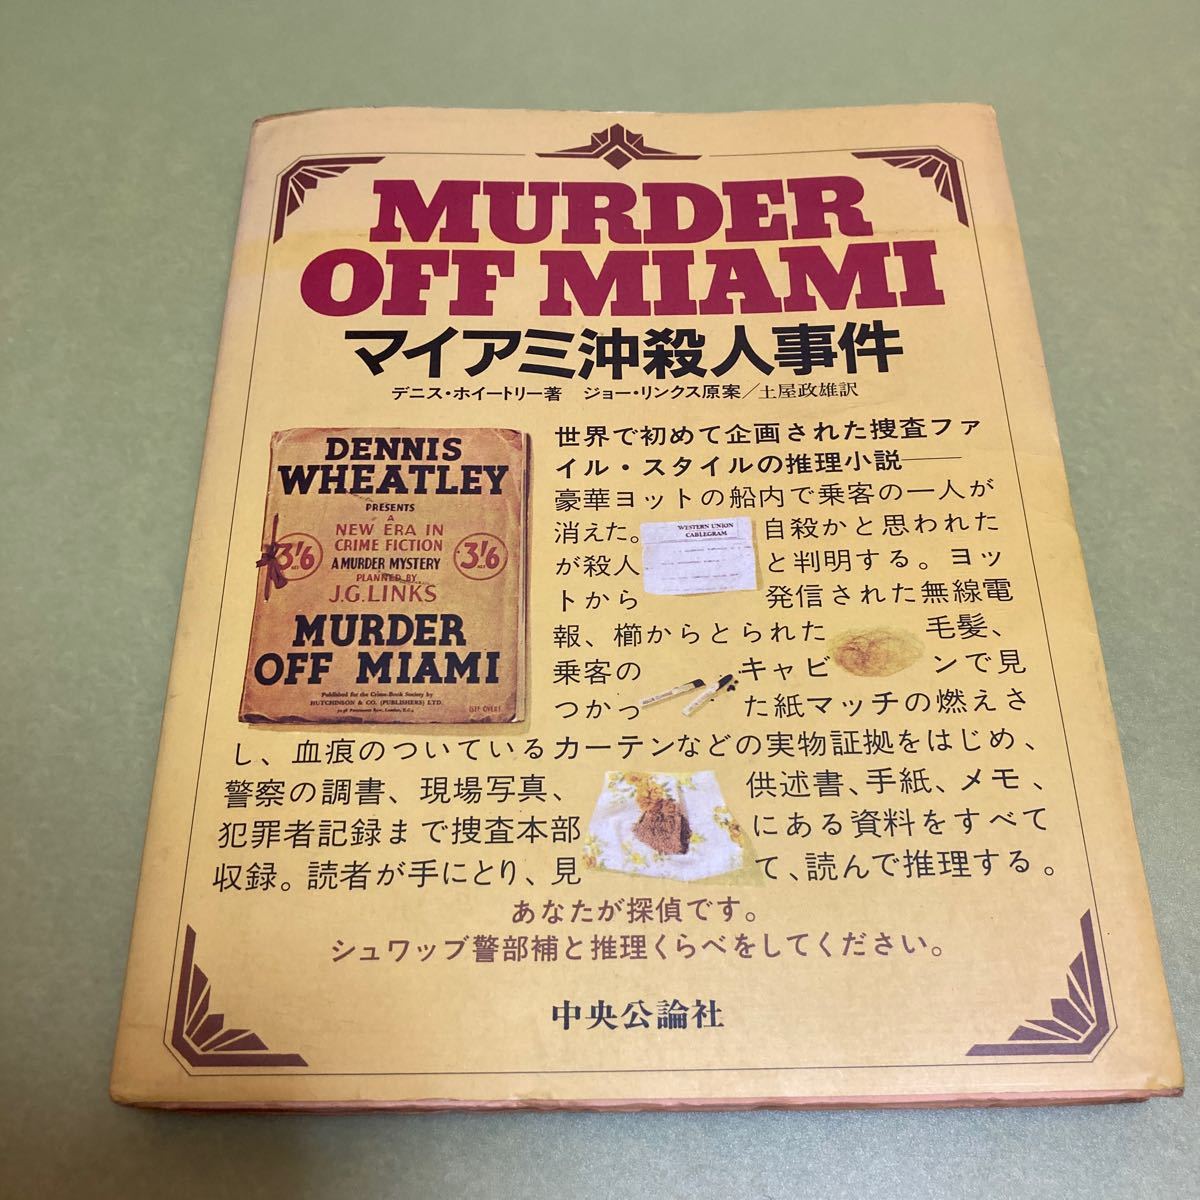 MURDER
OFF MIAMI
マイアミ沖殺人事件
デニス・ホイートリー著 ジョー・リンクス原案／土屋政雄訳
DENNIS
WHEATLEY
PRESENTS
A
NEW ERA IN
CRIME FICTION
3'6
3'6
A MURDER MYSTERY
PLANNED BY
J.G. LINKS
MURDER
OFF MIAMI
Published for the Crime-Book Society by
HUTCHINSON & CO. (PUBLISHERS) LTD.
世界で初めて企画された捜査ファ
イル・スタイルの推理小説——
豪華ヨットの船内で乗客の一人が
消えた。自殺かと思われた
が殺人と判明する。ヨッ
トから発信された無線電
報、櫛からとられた毛髪、
乗客のキャビンで見
つかった紙マッチの燃えさ
し、血痕のついているカーテンなどの実物証拠をはじめ、
警察の調書、現場写真、供述書、手紙、メモ、
犯罪者記録まで捜査本部にある資料をすべて
収録。読者が手にとり、見て、読んで推理する。
WESTERN UNION
CABLEGRAM
あなたが探偵です。
シュワッブ警部補と推理くらべをしてください。
中央公論社